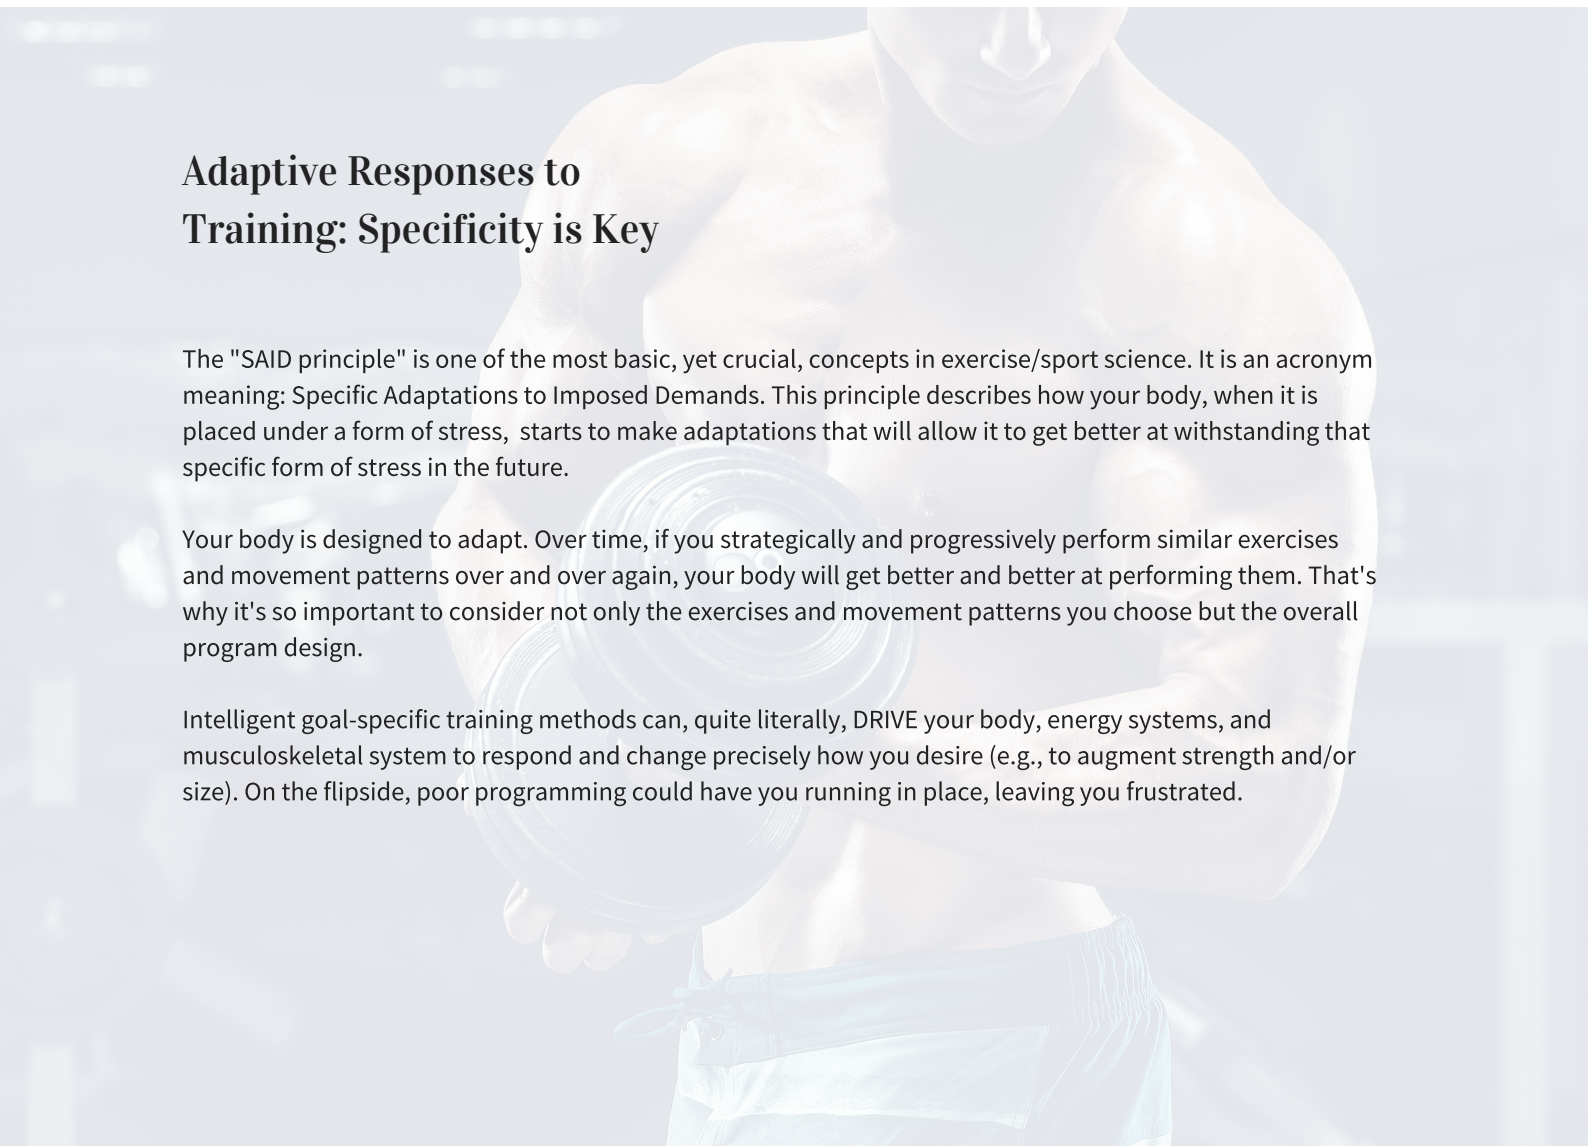 Adaptive Responses to
Training: Specificity is Key
The "SAID principle" is one of the most basic, yet crucial, concepts in exercise/sport science. It is an acronym
meaning: Specific Adaptations to Imposed Demands. This principle describes how your body, when it is
placed under a form of stress,  starts to make adaptations that will allow it to get better at withstanding that
specific form of stress in the future.
Your body is designed to adapt. Over time, if you strategically and progressively perform similar exercises
and movement patterns over and over again, your body will get better and better at performing them. That's
why it's so important to consider not only the exercises and movement patterns you choose but the overall
program design.
Intelligent goal-specific training methods can, quite literally, DRIVE your body, energy systems, and
musculoskeletal system to respond and change precisely how you desire (e.g., to augment strength and/or
size). On the flipside, poor programming could have you running in place, leaving you frustrated.